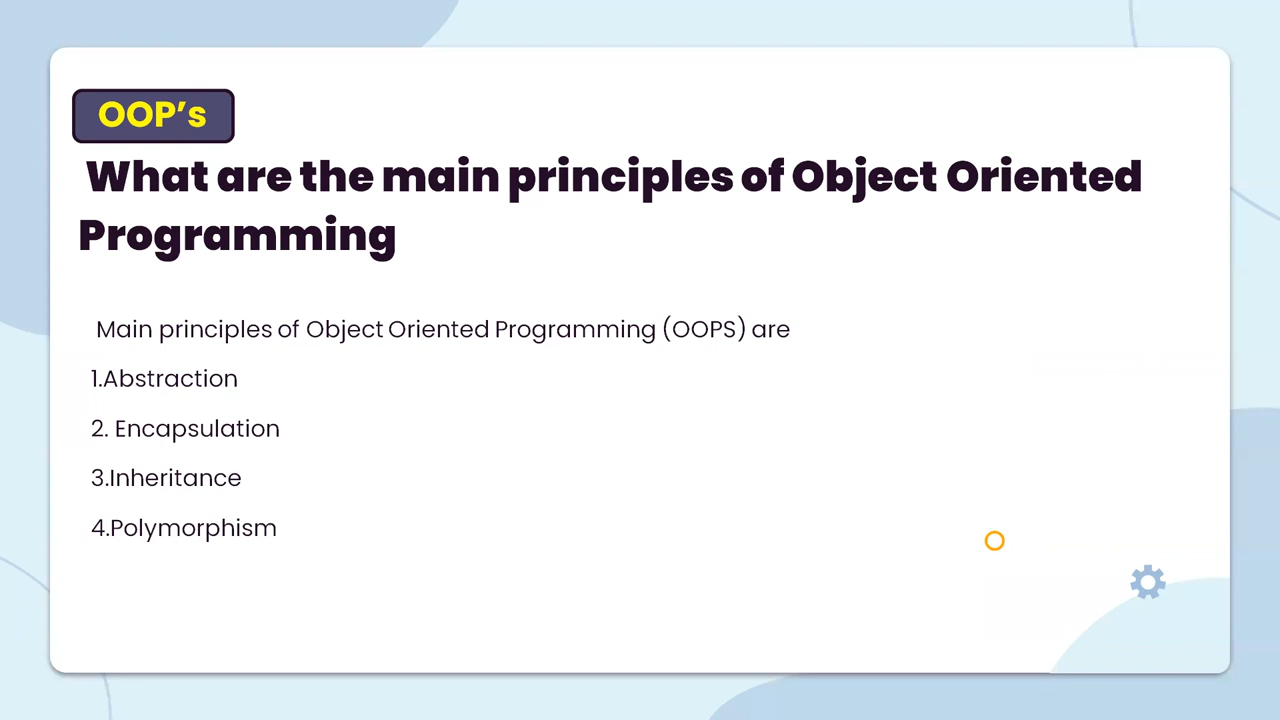 OOP’s
What are the main principles of Object Oriented
Programming
Main principles of Object Oriented Programming (OOPS) are
1.Abstraction
2. Encapsulation
3.Inheritance
4.Polymorphism